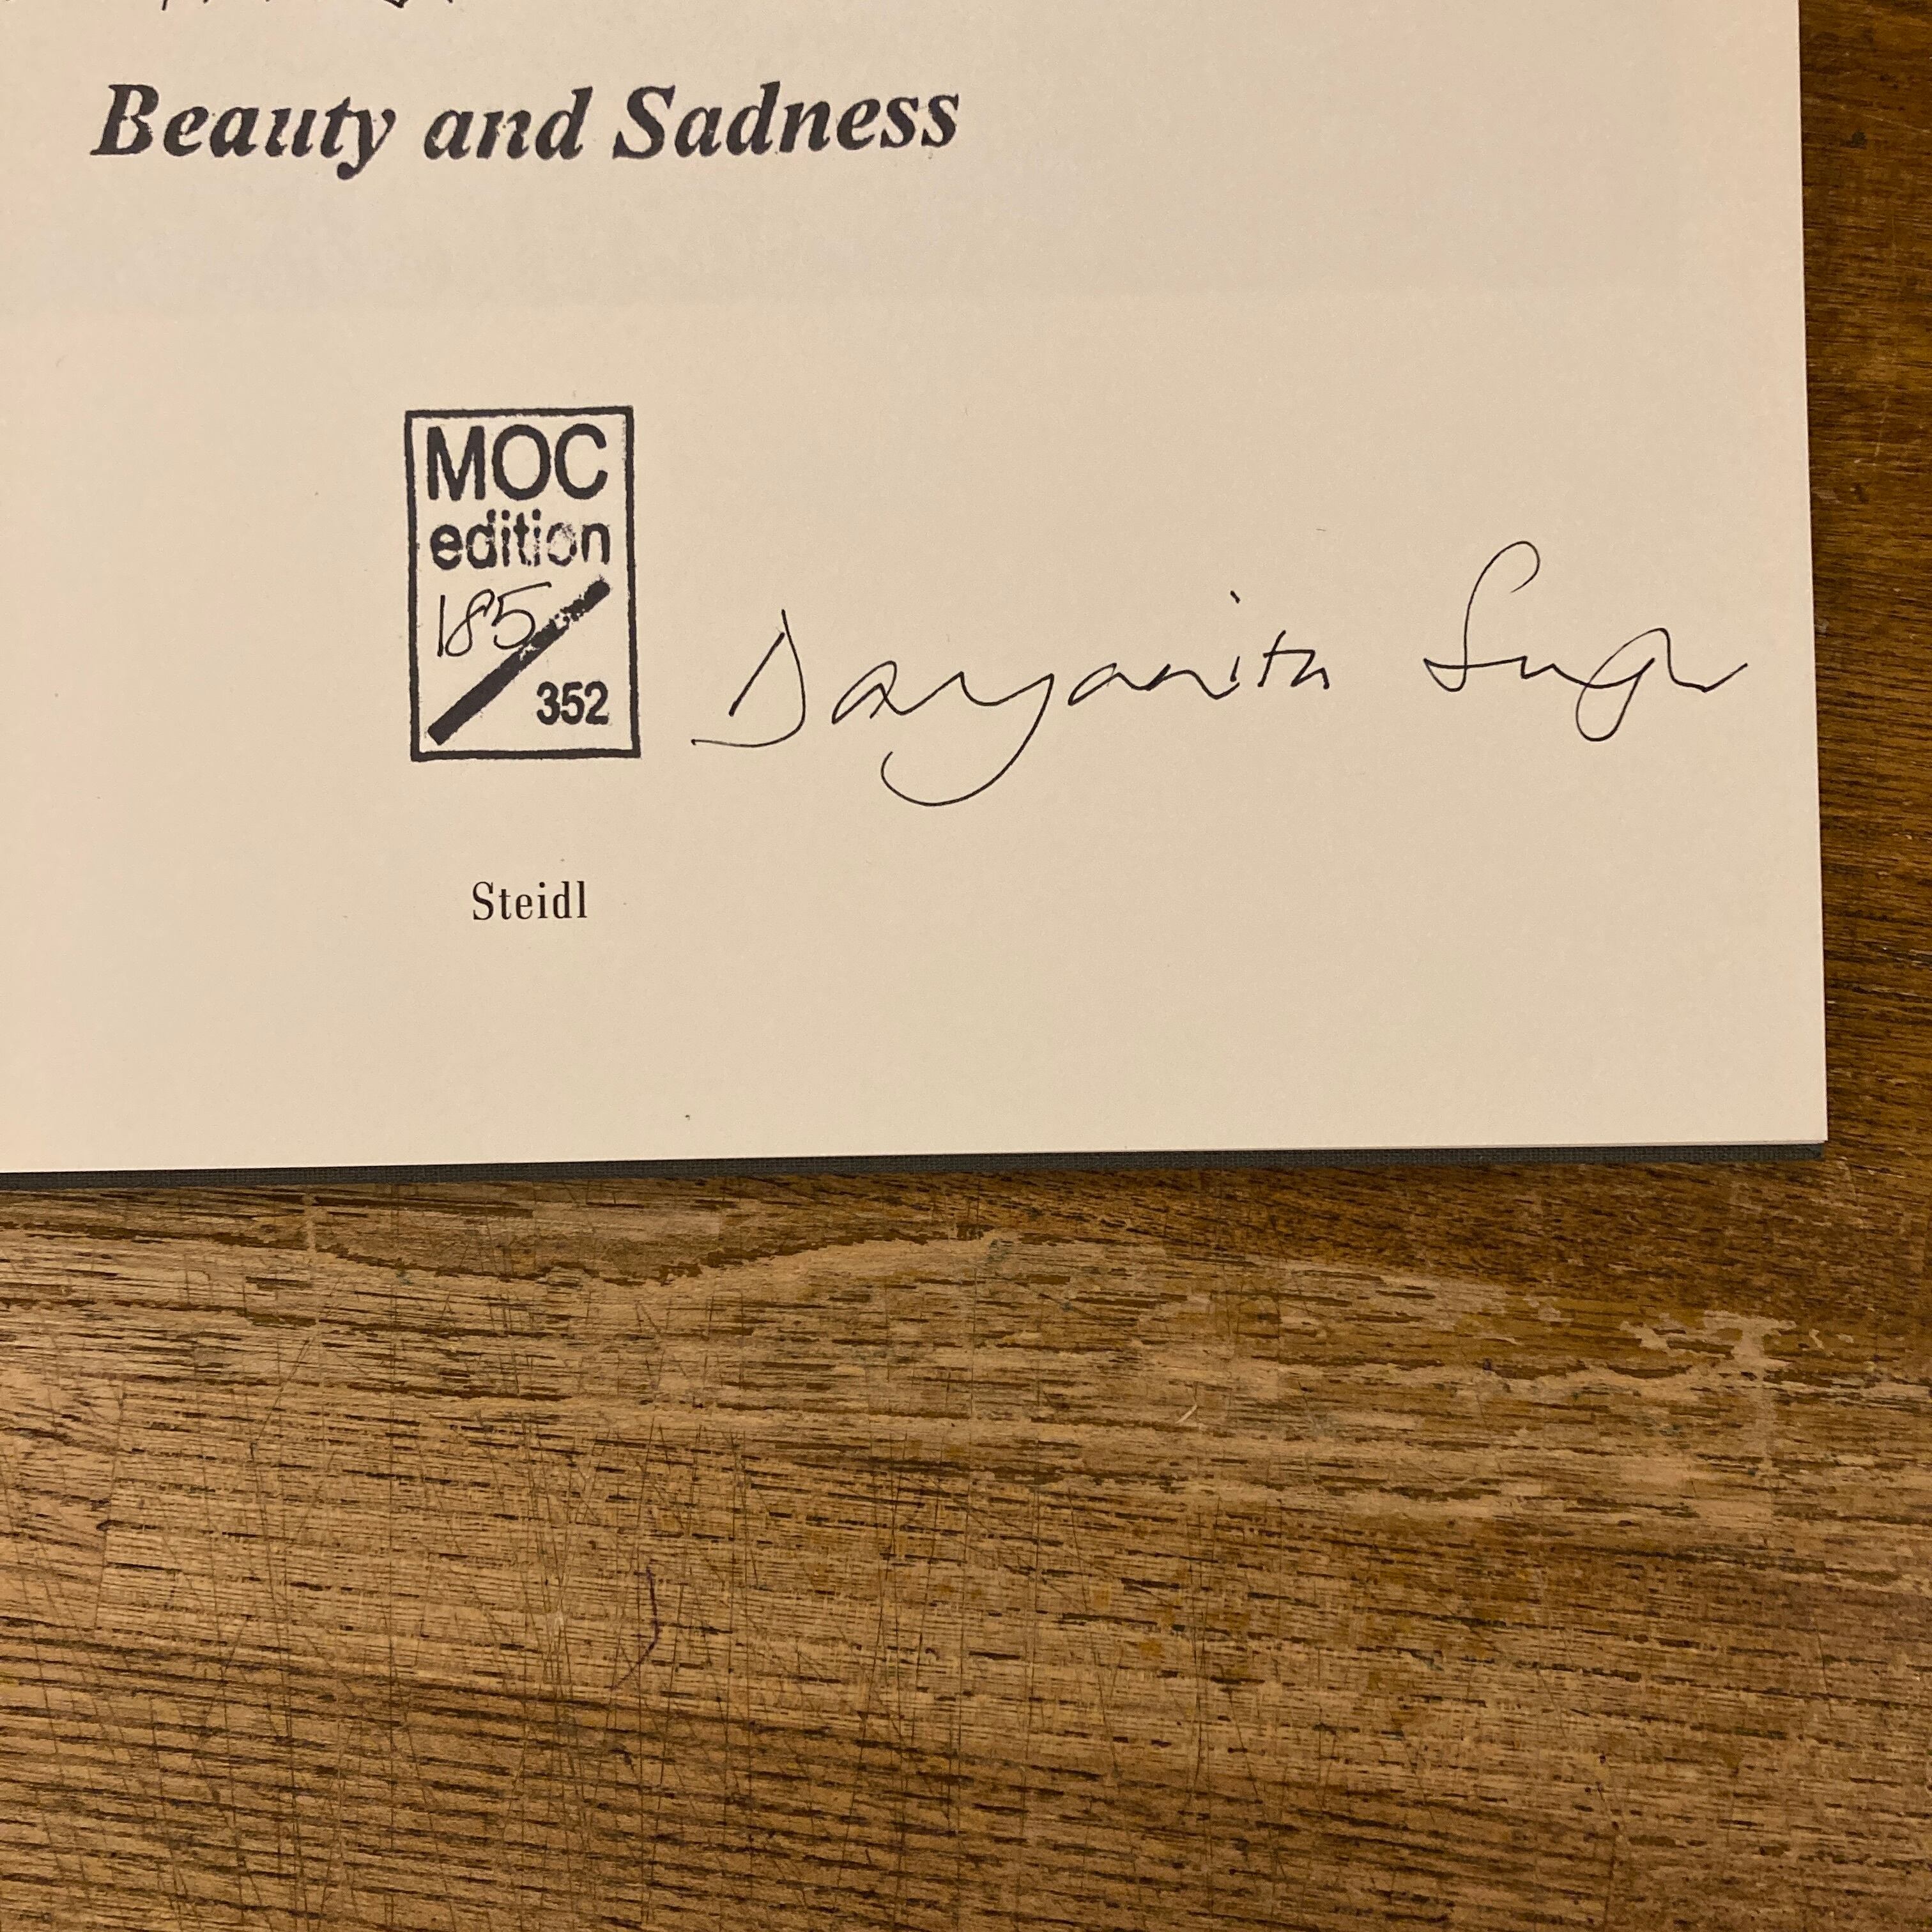 Beauty and Sadness
MOC
edition
185
352
Dayanita Singh
Steidl